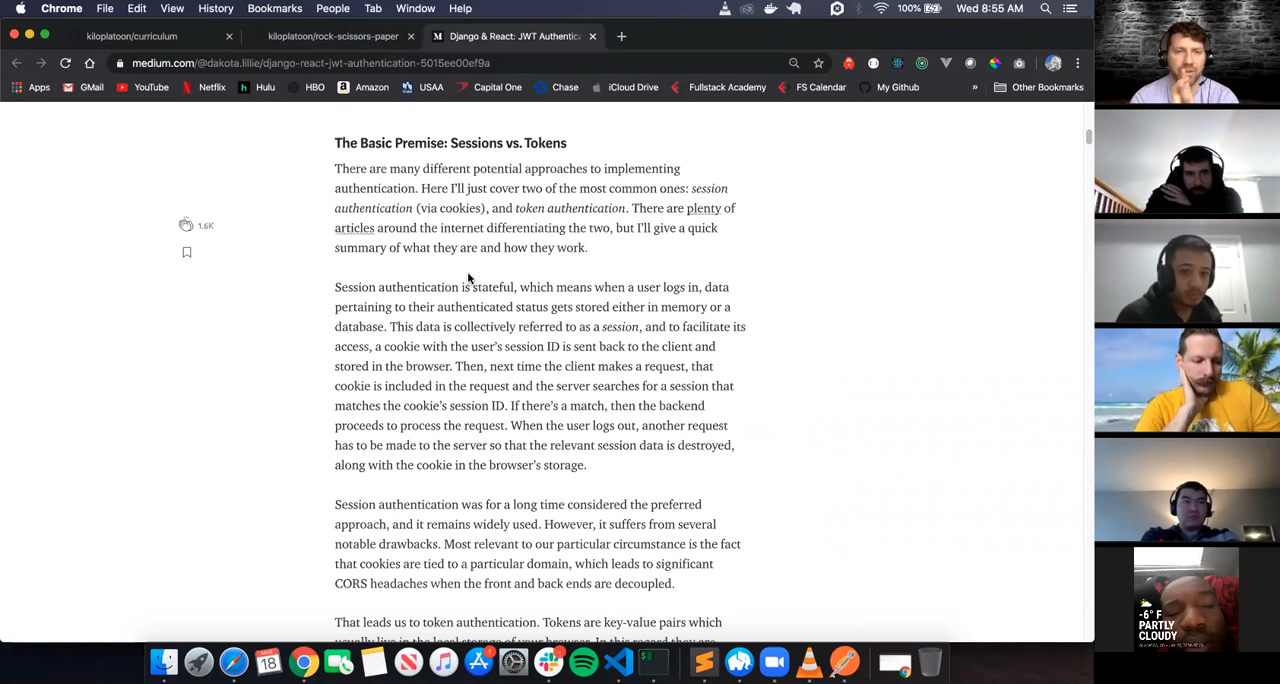 Chrome File Edit View History Bookmarks People Tab Window Help 100% Wed 8:55 AM
kiloplatoon/curriculum kiloplatoon/rock-scissors-paper Django & React: JWT Authentic
medium.com/@dakota.lillie/django-react-jwt-authentication-5015ee00ef9a
Apps GMail YouTube Netflix Hulu HBO Amazon USAA Capital One Chase iCloud Drive Fullstack Academy FS Calendar My Github » Other Bookmarks
The Basic Premise: Sessions vs. Tokens
There are many different potential approaches to implementing
authentication. Here I’ll just cover two of the most common ones: session
authentication (via cookies), and token authentication. There are plenty of
articles around the internet differentiating the two, but I’ll give a quick
summary of what they are and how they work.
1.6K
Session authentication is stateful, which means when a user logs in, data
pertaining to their authenticated status gets stored either in memory or a
database. This data is collectively referred to as a session, and to facilitate its
access, a cookie with the user’s session ID is sent back to the client and
stored in the browser. Then, next time the client makes a request, that
cookie is included in the request and the server searches for a session that
matches the cookie’s session ID. If there’s a match, then the backend
proceeds to process the request. When the user logs out, another request
has to be made to the server so that the relevant session data is destroyed,
along with the cookie in the browser’s storage.
Session authentication was for a long time considered the preferred
approach, and it remains widely used. However, it suffers from several
notable drawbacks. Most relevant to our particular circumstance is the fact
that cookies are tied to a particular domain, which leads to significant
CORS headaches when the front and back ends are decoupled.
That leads us to token authentication. Tokens are key-value pairs which
usually live in the local storage of your browser. In this regard they are
-6° F
PARTLY
CLOUDY
18